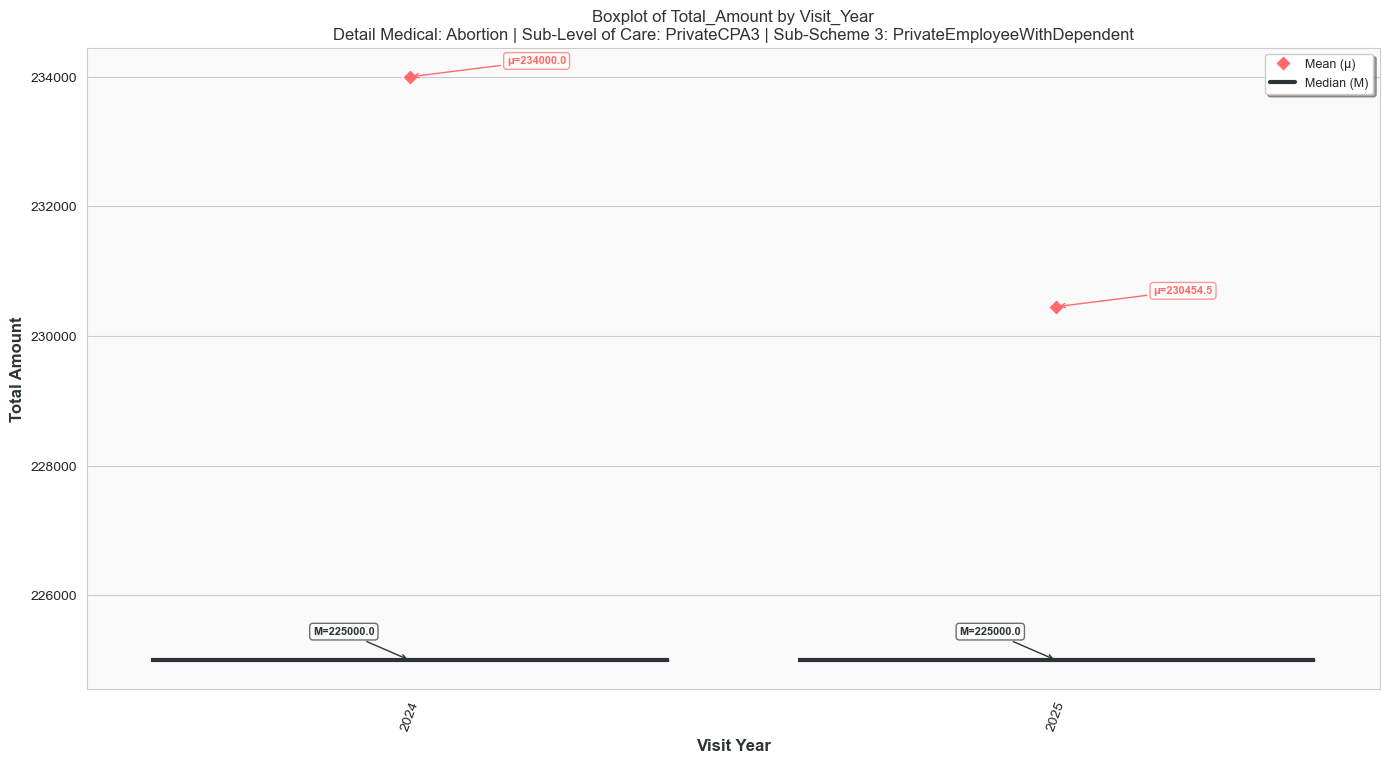 Boxplot of Total_Amount by Visit_Year
Detail Medical: Abortion | Sub-Level of Care: PrivateCPA3 | Sub-Scheme 3: PrivateEmployeeWithDependent
Mean (μ)
Median (M)
μ=234000.0
μ=230454.5
M=225000.0
M=225000.0
234000
232000
230000
228000
226000
Total Amount
2024
2025
Visit Year